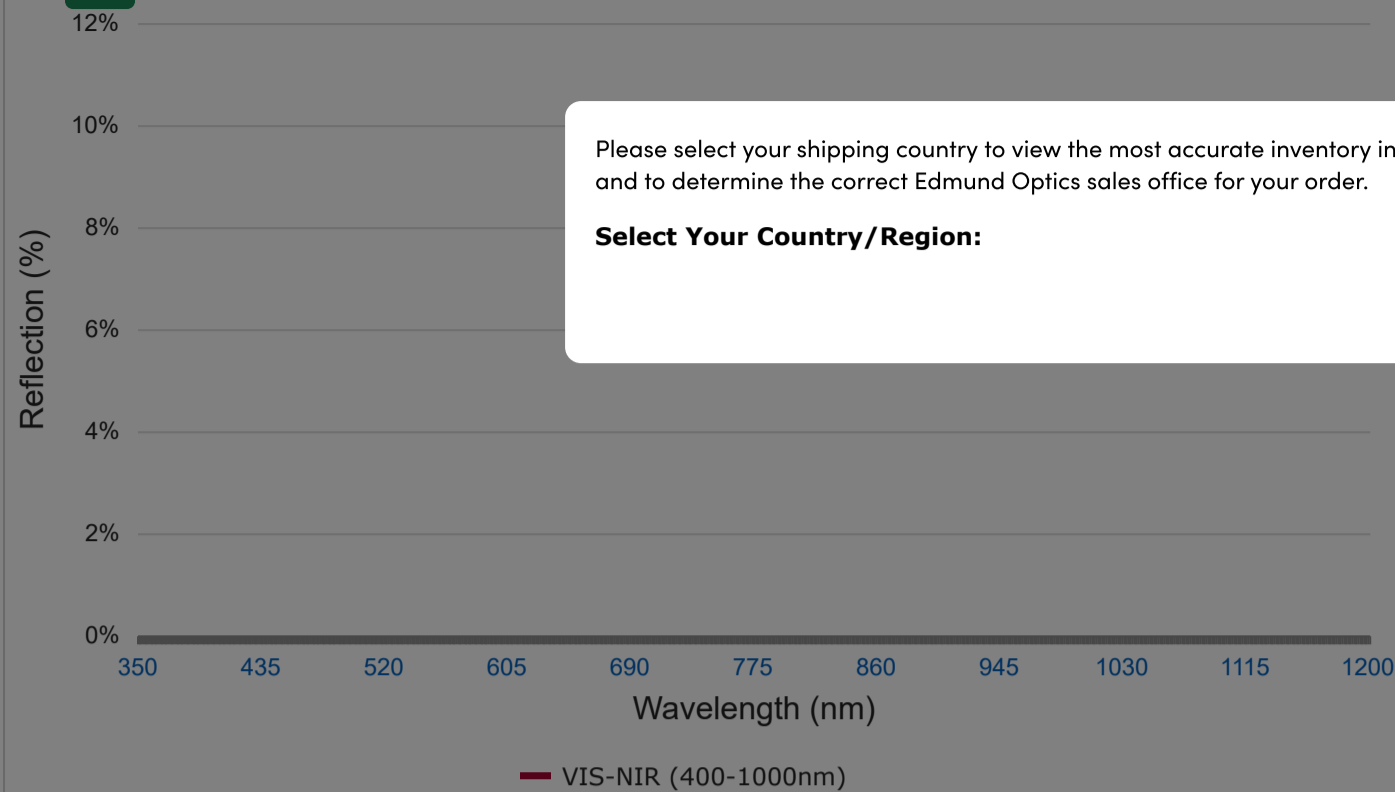 12%
10%
8%
6%
4%
2%
0%
Reflection (%)
Please select your shipping country to view the most accurate inventory
and to determine the correct Edmund Optics sales office for your order.
Select Your Country/Region:
350 435 520 605 690 775 860 945 1030 1115 1200
Wavelength (nm)
VIS-NIR (400-1000nm)